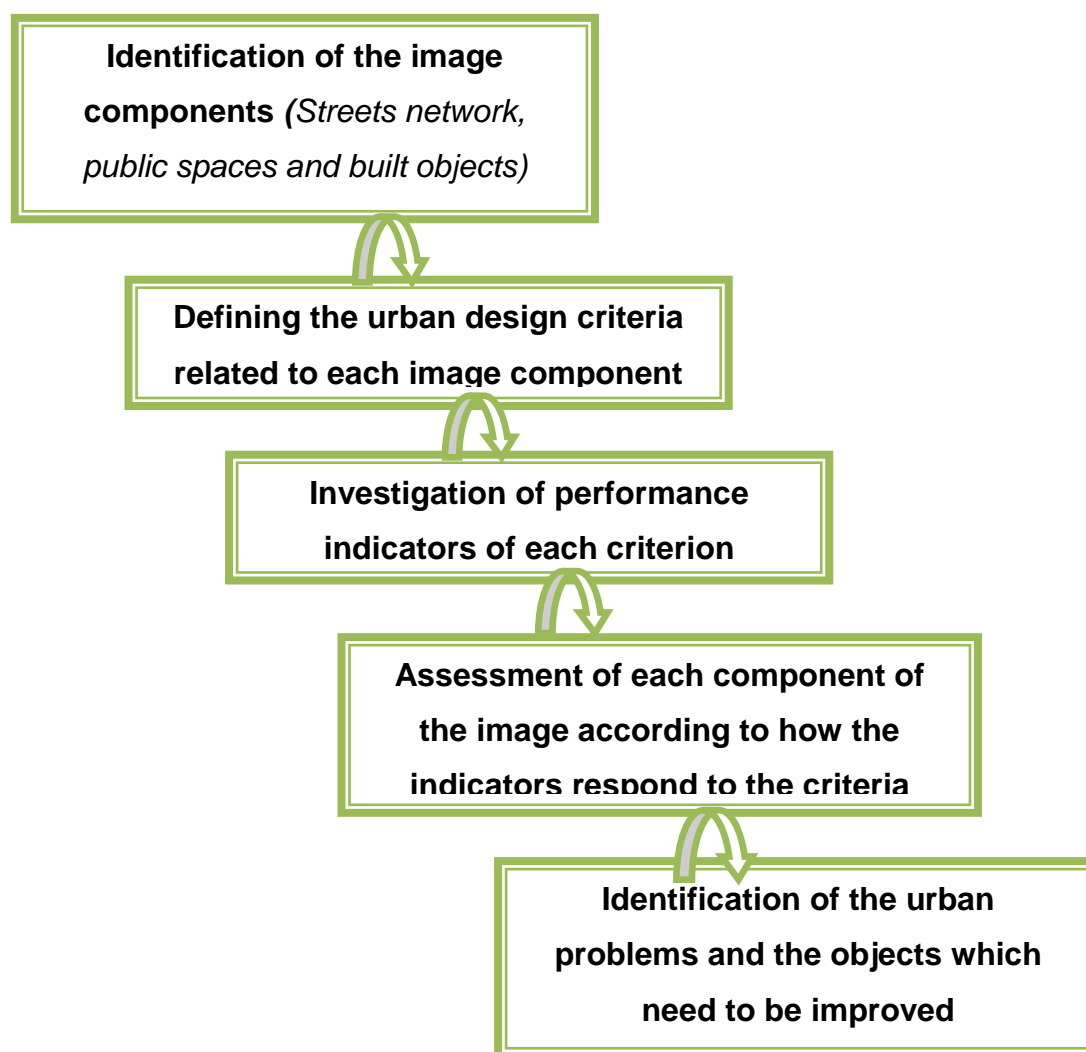 Identification of the image
components (Streets network,
public spaces and built objects)
Defining the urban design criteria
related to each image component
Investigation of performance
indicators of each criterion
Assessment of each component of
the image according to how the
indicators respond to the criteria
Identification of the urban
problems and the objects which
need to be improved